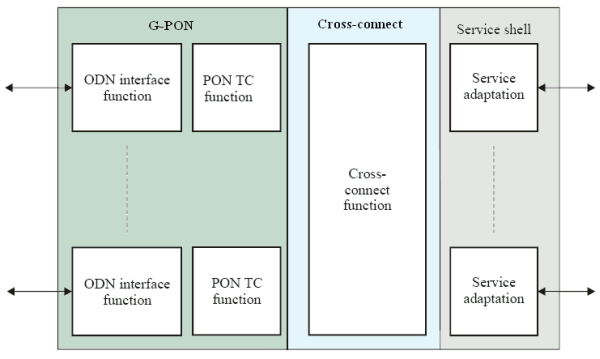 G-PON
Cross-connect
Service shell
ODN interface
function
PON TC
function
Service
adaptation
Cross-
connect
function
ODN interface
function
PON TC
function
Service
adaptation